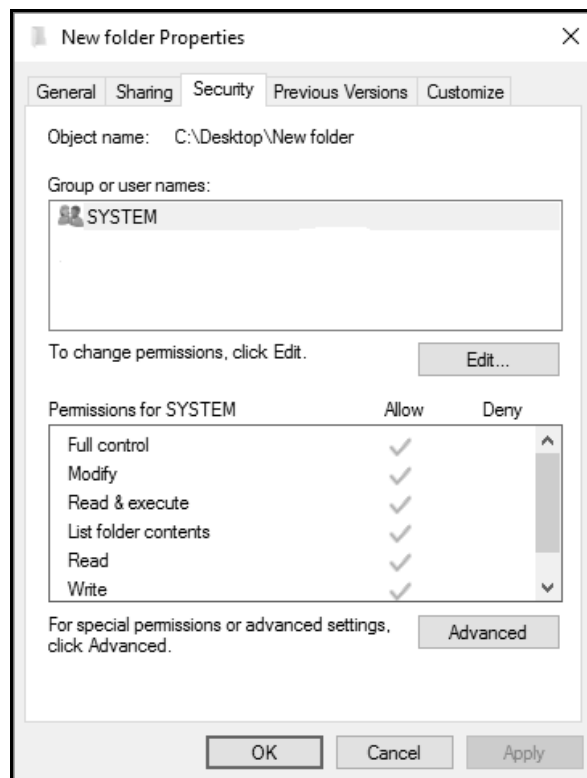 New folder Properties
General Sharing Security Previous Versions Customize
Object name: C:\Desktop\New folder
Group or user names:
SYSTEM
To change permissions, click Edit.
Edit...
Permissions for SYSTEM Allow Deny
Full control
Modify
Read & execute
List folder contents
Read
Write
For special permissions or advanced settings,
click Advanced.
Advanced
OK Cancel Apply